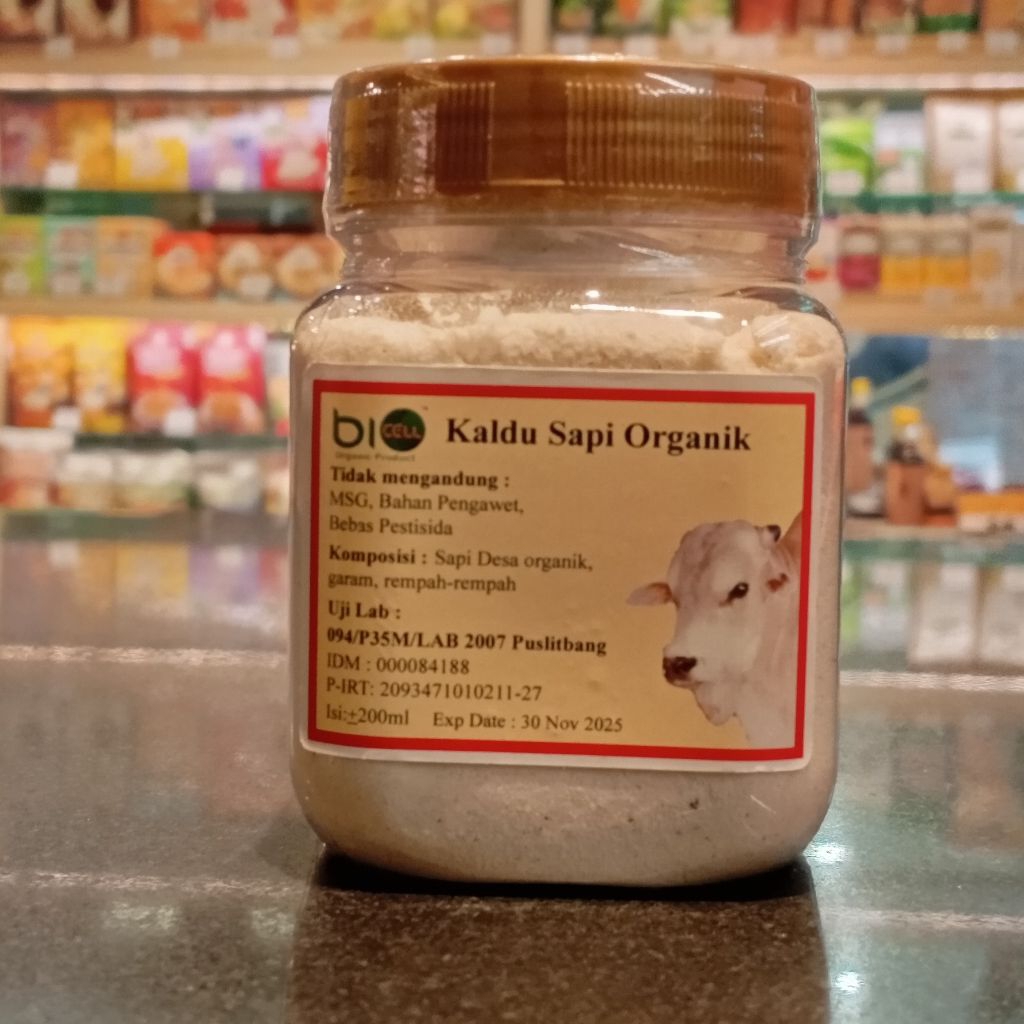 biocell™ Kaldu Sapi Organik
Organic Product
Tidak mengandung :
MSG, Bahan Pengawet,
Bebas Pestisida
Komposisi : Sapi Desa organik,
garam, rempah-rempah
Uji Lab :
094/P35M/LAB 2007 Puslitbang
IDM : 000084188
P-IRT: 2093471010211-27
Isi:±200ml Exp Date : 30 Nov 2025